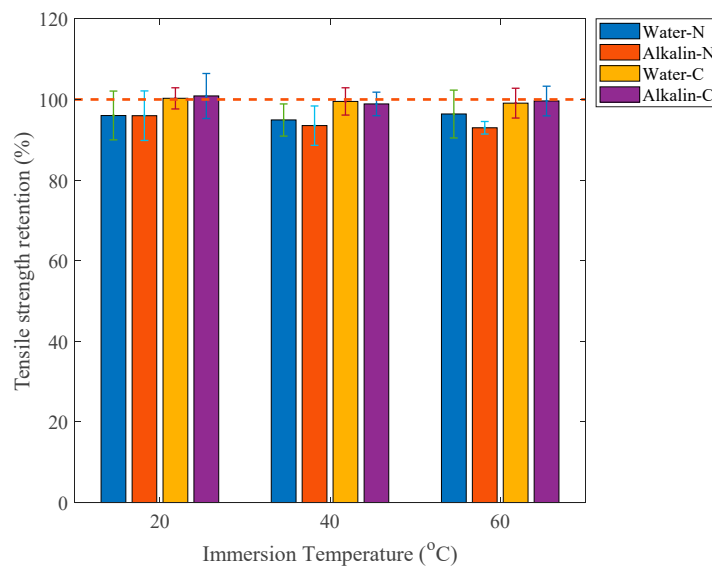 120
100
80
60
40
20
0
Tensile strength retention (%)
20
40
60
Immersion Temperature (°C)
Water-N
Alkalin-N
Water-C
Alkalin-C